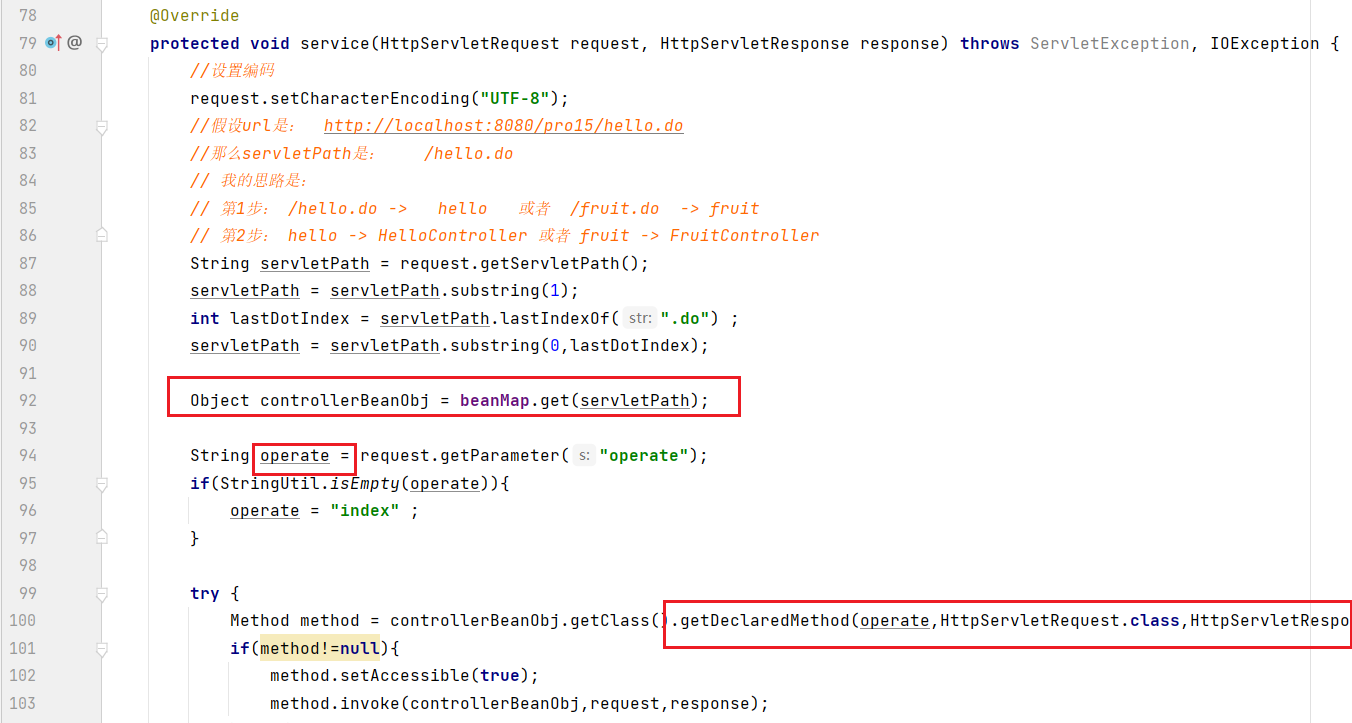 78 @Override
79 @ protected void service(HttpServletRequest request, HttpServletResponse response) throws ServletException, IOException {
80 //设置编码
81 request.setCharacterEncoding("UTF-8");
82 //假设url是： http://localhost:8080/pro15/hello.do
83 //那么servletPath是： /hello.do
84 // 我的思路是：
85 // 第1步： /hello.do -> hello 或者 /fruit.do -> fruit
86 // 第2步： hello -> HelloController 或者 fruit -> FruitController
87 String servletPath = request.getServletPath();
88 servletPath = servletPath.substring(1);
89 int lastDotIndex = servletPath.lastIndexOf( str: ".do") ;
90 servletPath = servletPath.substring(0,lastDotIndex);
91
92 Object controllerBeanObj = beanMap.get(servletPath);
93
94 String operate = request.getParameter( s: "operate");
95 if(StringUtil.isEmpty(operate)){
96 operate = "index" ;
97 }
98
99 try {
100 Method method = controllerBeanObj.getClass().getDeclaredMethod(operate,HttpServletRequest.class,HttpServletRespo
101 if(method!=null){
102 method.setAccessible(true);
103 method.invoke(controllerBeanObj,request,response);